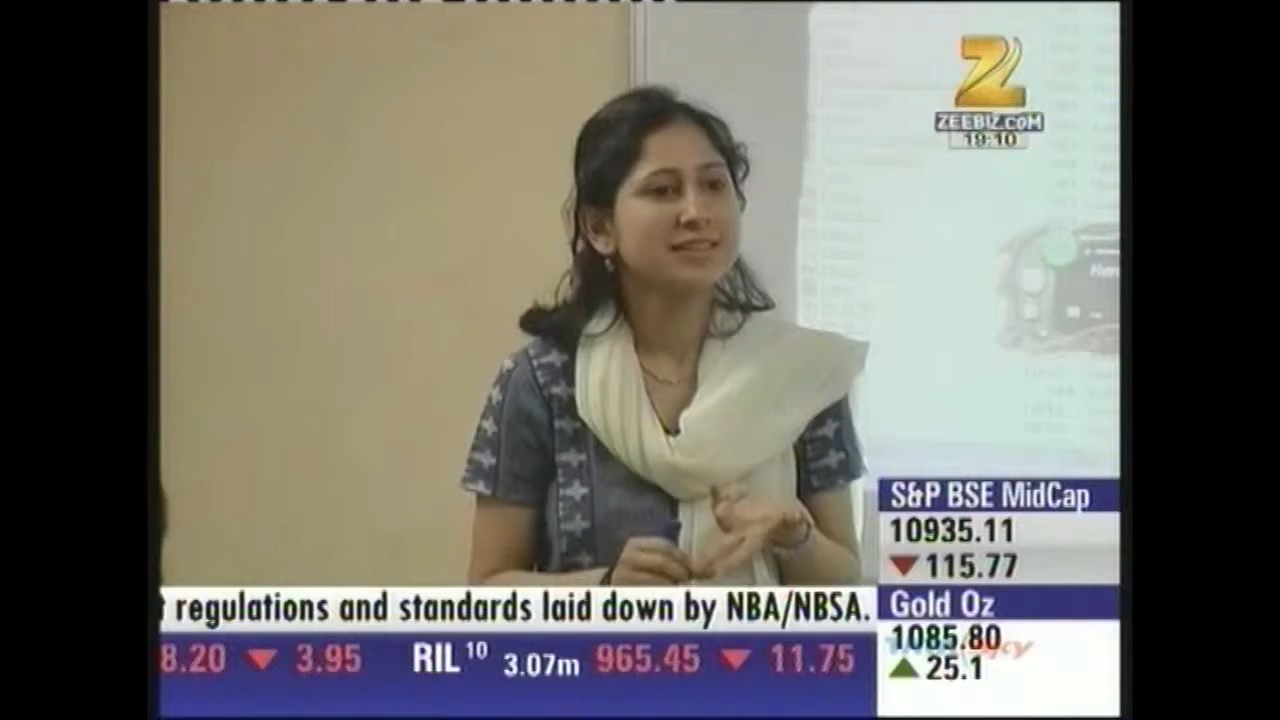 ZEEBIZ.COM
19:10
S&P BSE MidCap
10935.11
▼ 115.77
Gold Oz
1085.80
▲ 25.1
regulations and standards laid down by NBA/NBSA.
8.20 ▼ 3.95 RIL 10 3.07m 965.45 ▼ 11.75